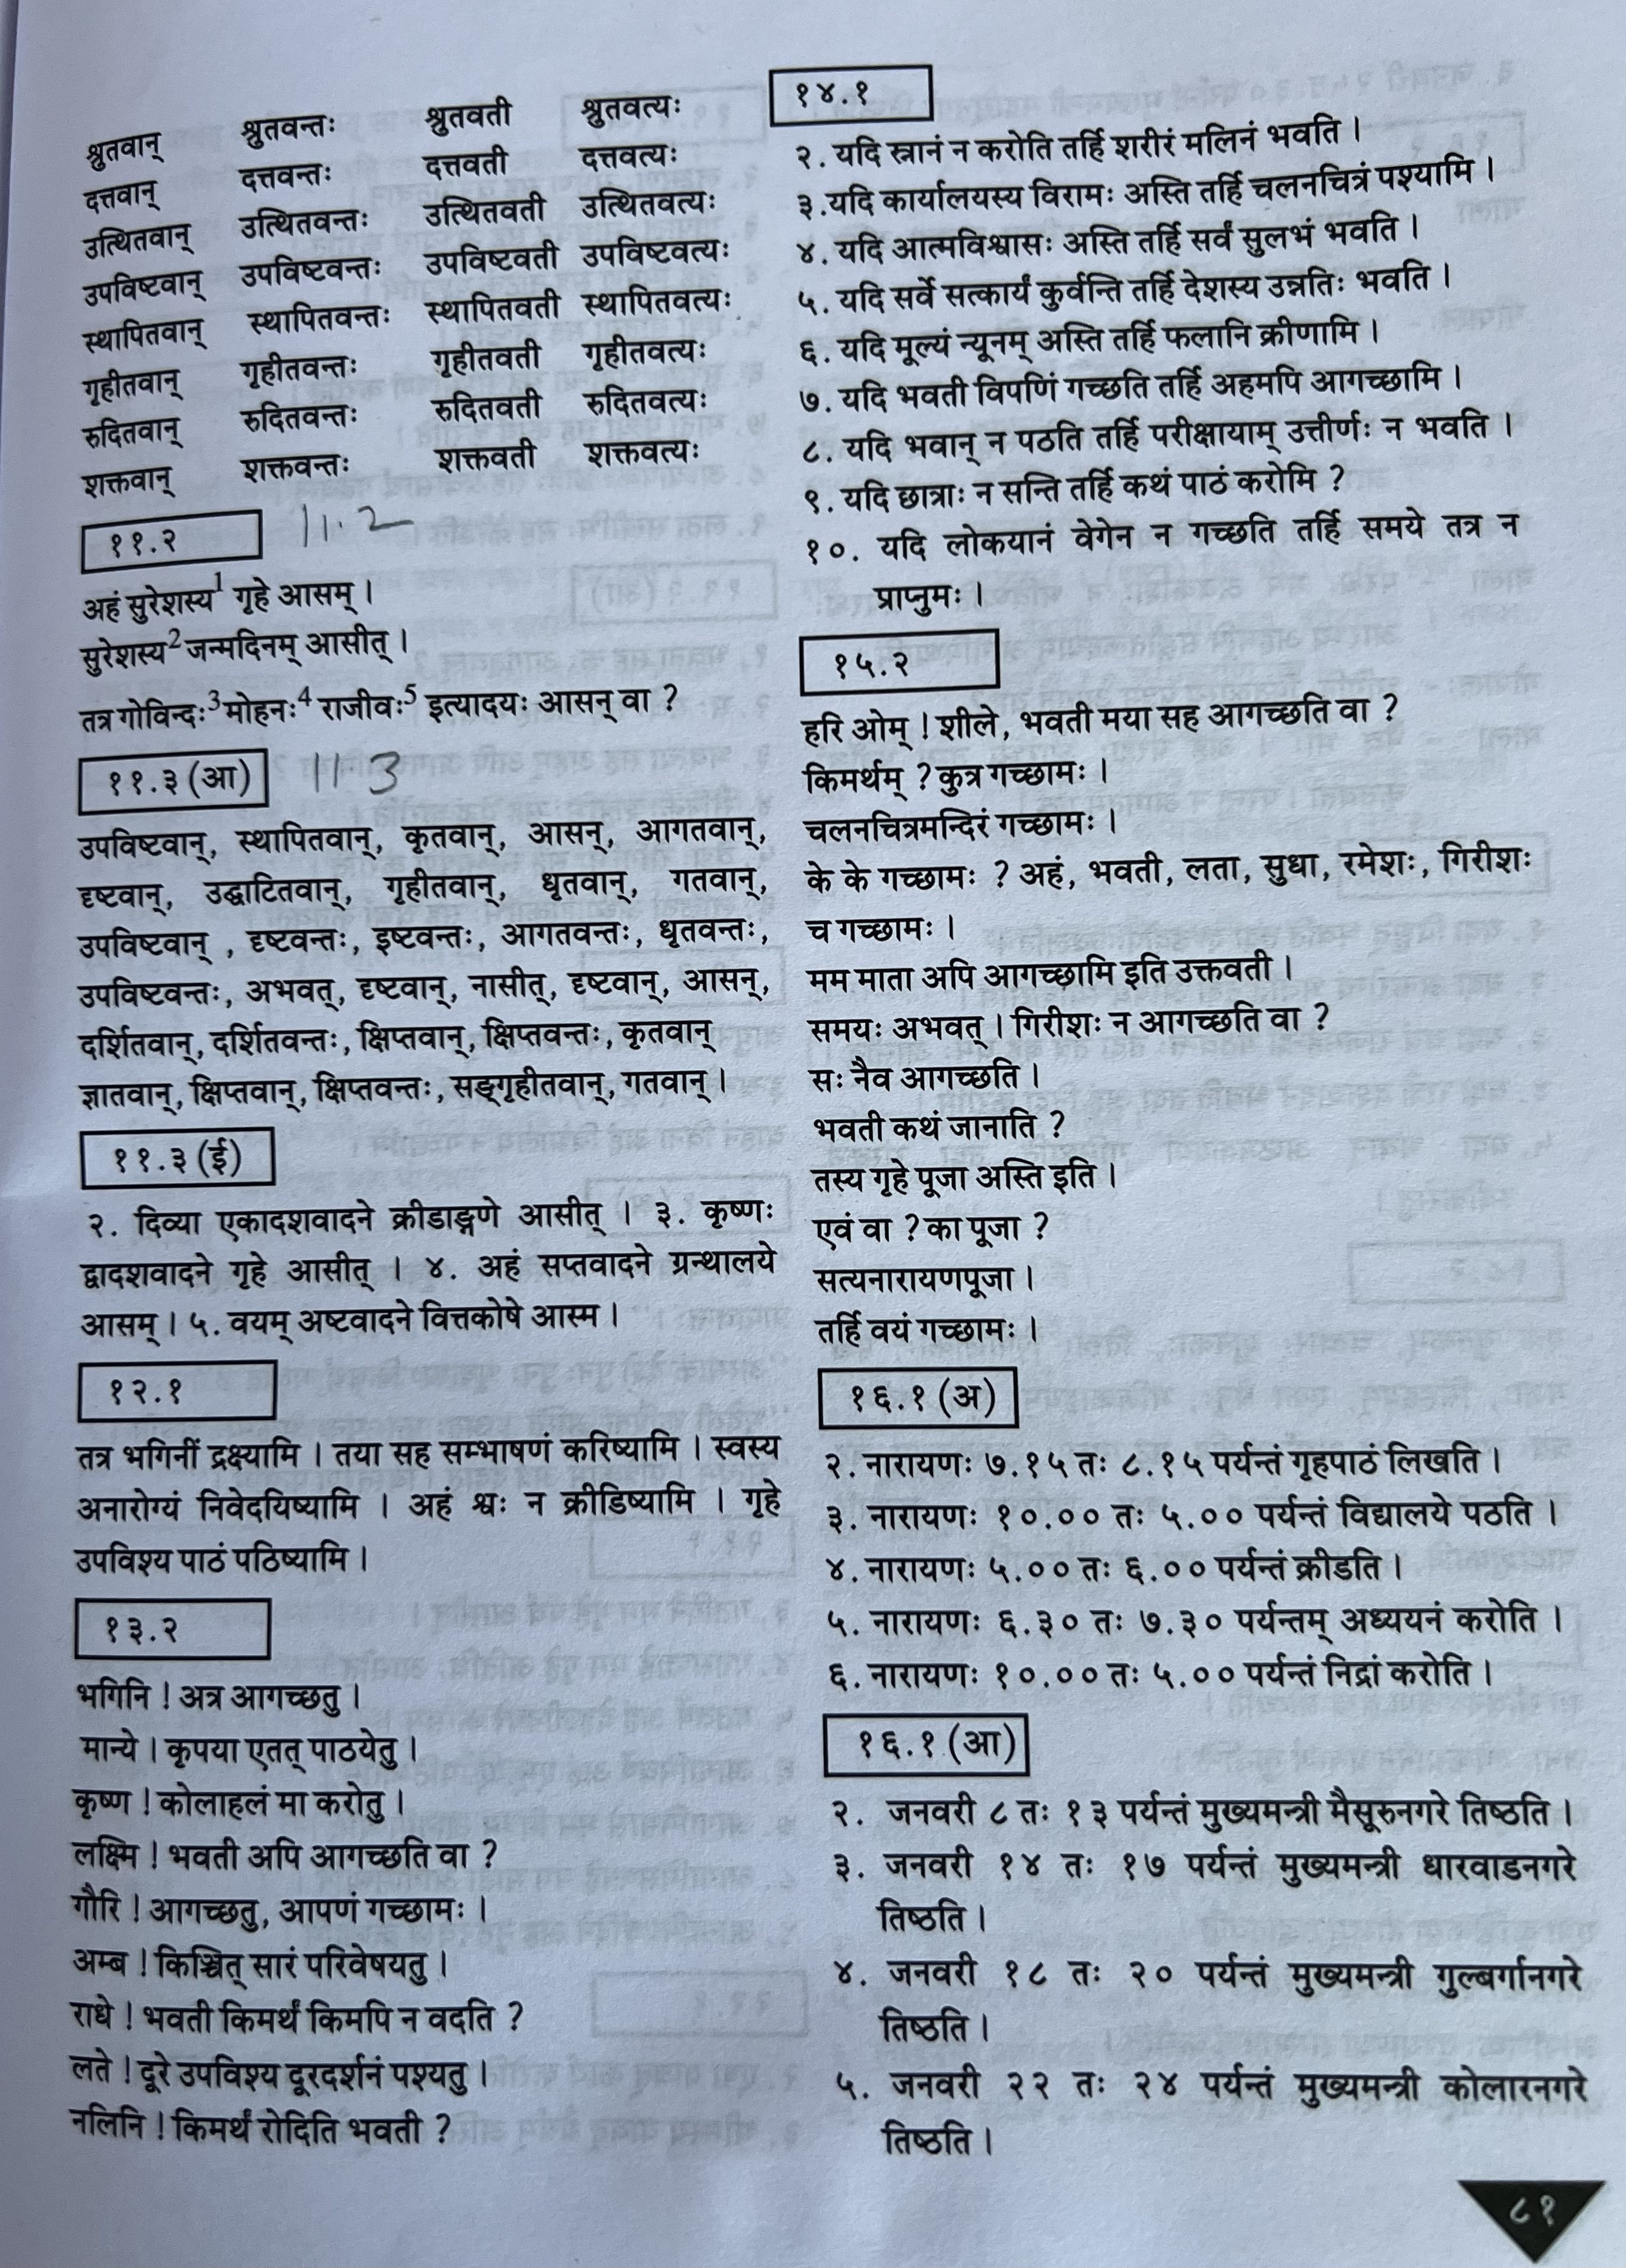 श्रुतवान् श्रुतवन्तः श्रुतवती श्रुतवत्यः
दत्तवान् दत्तवन्तः दत्तवती दत्तवत्यः
उत्थितवान् उत्थितवन्तः उत्थितवती उत्थितवत्यः
उपविष्टवान् उपविष्टवन्तः उपविष्टवती उपविष्टवत्यः
स्थापितवान् स्थापितवन्तः स्थापितवती स्थापितवत्यः
गृहीतवान् गृहीतवन्तः गृहीतवती गृहीतवत्यः
रुदितवान् रुदितवन्तः रुदितवती रुदितवत्यः
शक्तवान् शक्तवन्तः शक्तवती शक्तवत्यः
११.२ 11.2
अहं सुरेशस्य1 गृहे आसम् ।
सुरेशस्य2 जन्मदिनम् आसीत् ।
तत्र गोविन्दः3 मोहनः4 राजीवः5 इत्यादयः आसन् वा ?
११.३ (आ) 11 3
उपविष्टवान्, स्थापितवान्, कृतवान्, आसन्, आगतवान्,
दृष्टवान्, उद्घाटितवान्, गृहीतवान्, धृतवान्, गतवान्,
उपविष्टवान् , दृष्टवन्तः, इष्टवन्तः, आगतवन्तः, धृतवन्तः,
उपविष्टवन्तः, अभवत्, दृष्टवान्, नासीत्, दृष्टवान्, आसन्,
दर्शितवान्, दर्शितवन्तः, क्षिप्तवान्, क्षिप्तवन्तः, कृतवान्
ज्ञातवान्, क्षिप्तवान्, क्षिप्तवन्तः, सङ्गृहीतवान्, गतवान् ।
११.३ (ई)
२. दिव्या एकादशवादने क्रीडाङ्गणे आसीत् । ३. कृष्णः
द्वादशवादने गृहे आसीत् । ४. अहं सप्तवादने ग्रन्थालये
आसम् । ५. वयम् अष्टवादने वित्तकोषे आस्म ।
१२.१
तत्र भगिनीं द्रक्ष्यामि । तया सह सम्भाषणं करिष्यामि । स्वस्य
अनारोग्यं निवेदयिष्यामि । अहं श्वः न क्रीडिष्यामि । गृहे
उपविश्य पाठं पठिष्यामि ।
१३.२
भगिनि ! अत्र आगच्छतु ।
मान्ये । कृपया एतत् पाठयेतु ।
कृष्ण ! कोलाहलं मा करोतु ।
लक्ष्मि ! भवती अपि आगच्छति वा ?
गौरि ! आगच्छतु, आपणं गच्छामः ।
अम्ब ! किञ्चित् सारं परिवेषयतु ।
राधे ! भवती किमर्थं किमपि न वदति ?
लते ! दूरे उपविश्य दूरदर्शनं पश्यतु ।
नलिनि ! किमर्थं रोदिति भवती ?
१४.१
२. यदि स्नानं न करोति तर्हि शरीरं मलिनं भवति ।
३.यदि कार्यालयस्य विरामः अस्ति तर्हि चलनचित्रं पश्यामि ।
४. यदि आत्मविश्वासः अस्ति तर्हि सर्वं सुलभं भवति ।
५. यदि सर्वे सत्कार्यं कुर्वन्ति तर्हि देशस्य उन्नतिः भवति ।
६. यदि मूल्यं न्यूनम् अस्ति तर्हि फलानि क्रीणामि ।
७. यदि भवती विपणिं गच्छति तर्हि अहमपि आगच्छामि ।
८. यदि भवान् न पठति तर्हि परीक्षायाम् उत्तीर्णः न भवति ।
९. यदि छात्राः न सन्ति तर्हि कथं पाठं करोमि ?
१०. यदि लोकयानं वेगेन न गच्छति तर्हि समये तत्र न
प्राप्नुमः ।
१५.२
हरि ओम् ! शीले, भवती मया सह आगच्छति वा ?
किमर्थम् ? कुत्र गच्छामः ।
चलनचित्रमन्दिरं गच्छामः ।
के के गच्छामः ? अहं, भवती, लता, सुधा, रमेशः, गिरीशः
च गच्छामः ।
मम माता अपि आगच्छामि इति उक्तवती ।
समयः अभवत् । गिरीशः न आगच्छति वा ?
सः नैव आगच्छति ।
भवती कथं जानाति ?
तस्य गृहे पूजा अस्ति इति ।
एवं वा ? का पूजा ?
सत्यनारायणपूजा ।
तर्हि वयं गच्छामः ।
१६.१ (अ)
२. नारायणः ७.१५ तः ८.१५ पर्यन्तं गृहपाठं लिखति ।
३. नारायणः १०.०० तः ५.०० पर्यन्तं विद्यालये पठति ।
४. नारायणः ५.०० तः ६.०० पर्यन्तं क्रीडति ।
५. नारायणः ६.३० तः ७.३० पर्यन्तम् अध्ययनं करोति ।
६. नारायणः १०.०० तः ५.०० पर्यन्तं निद्रां करोति ।
१६.१ (आ)
२. जनवरी ८ तः १३ पर्यन्तं मुख्यमन्त्री मैसूरुनगरे तिष्ठति ।
३. जनवरी १४ तः १७ पर्यन्तं मुख्यमन्त्री धारवाडनगरे
तिष्ठति ।
४. जनवरी १८ तः २० पर्यन्तं मुख्यमन्त्री गुल्बर्गानगरे
तिष्ठति ।
५. जनवरी २२ तः २४ पर्यन्तं मुख्यमन्त्री कोलारनगरे
तिष्ठति ।
८१